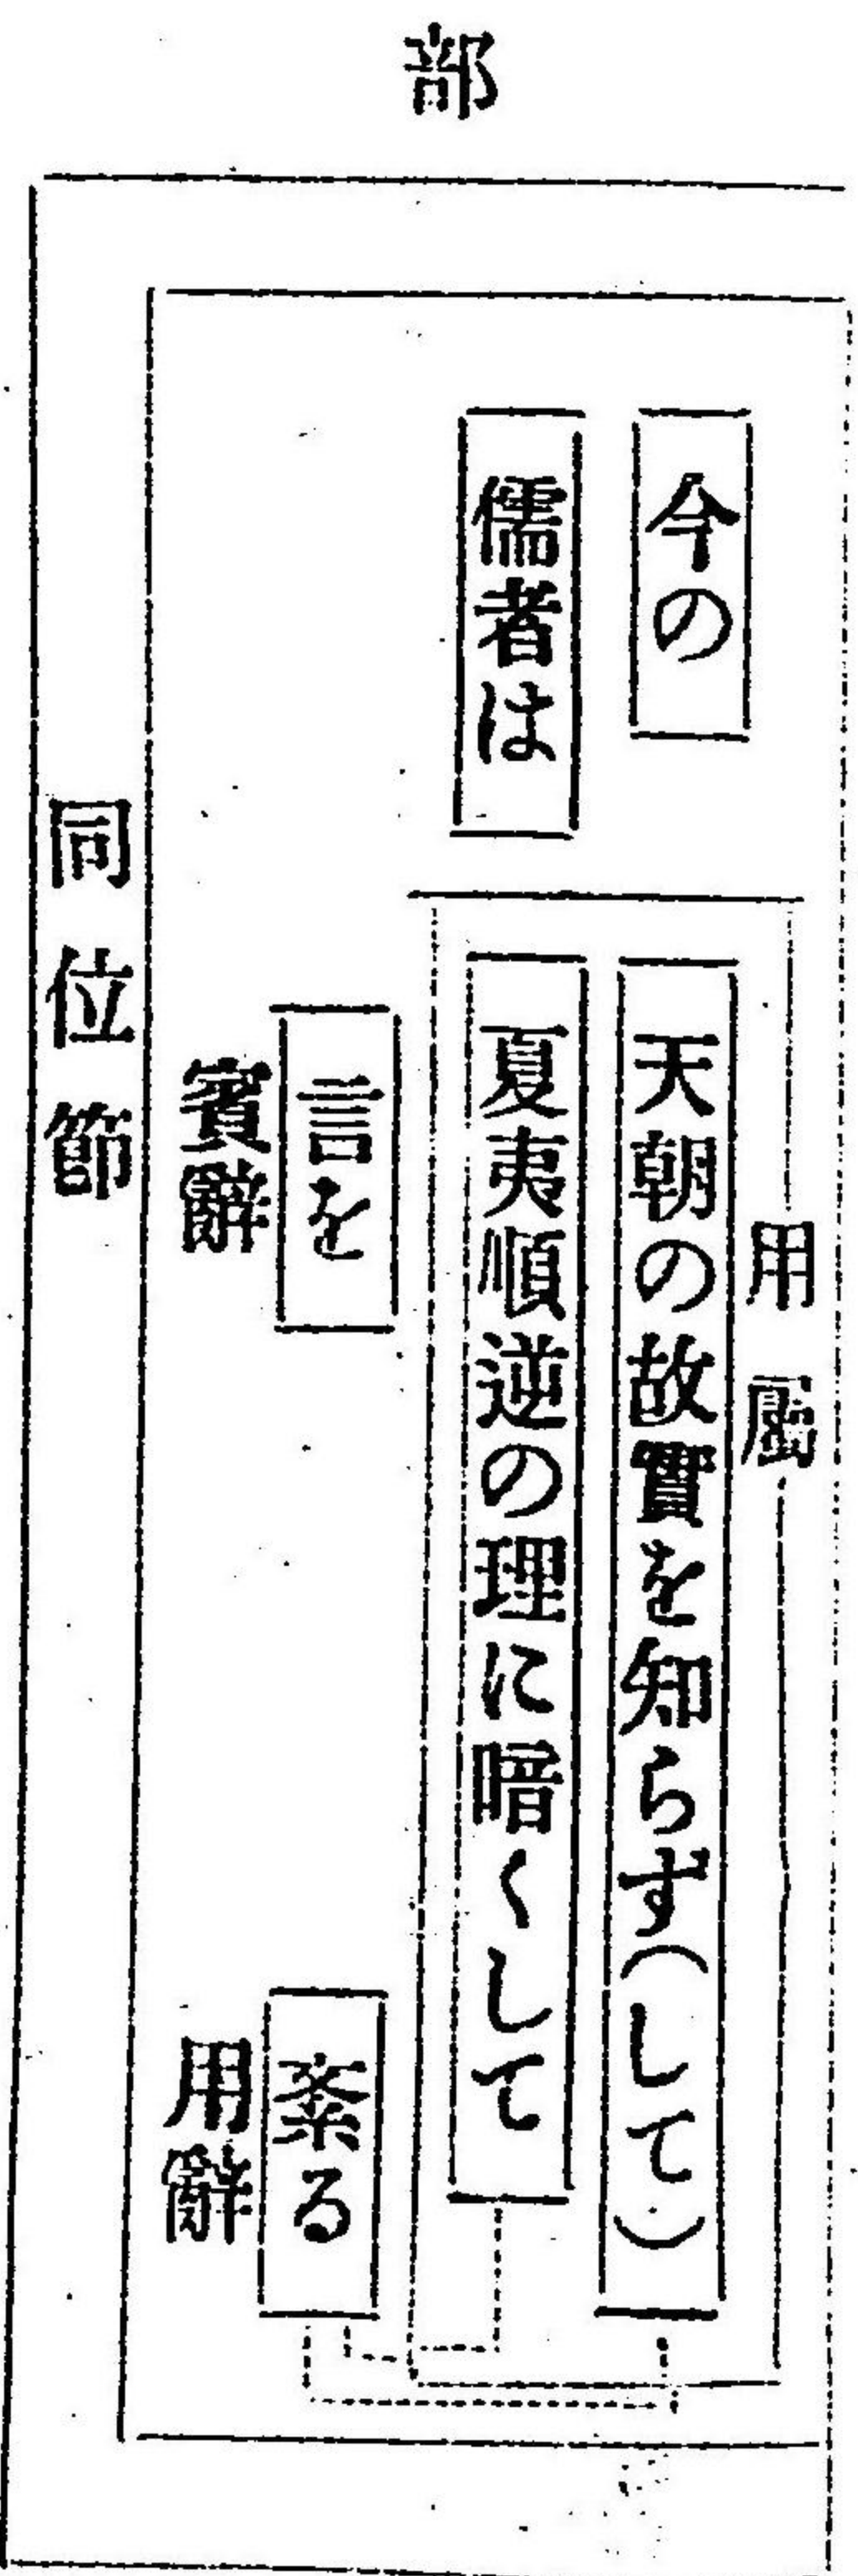 部
今の
儒者は
用屬
天朝の故實を知らず(して)
夏夷順逆の理に暗くして
言を
賓辭
紊る
用辭
同位節